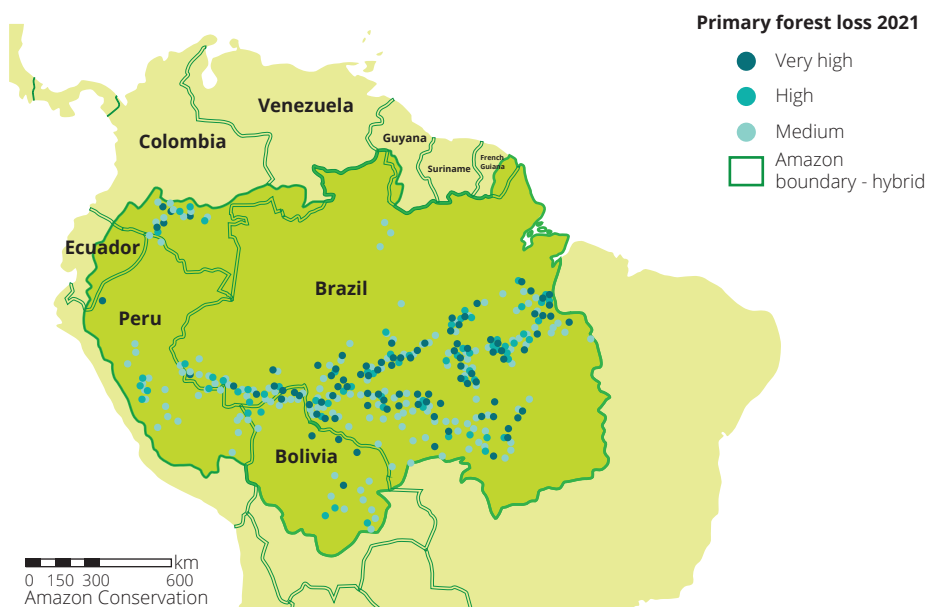 Primary forest loss 2021
Very high
High
Medium
Amazon
boundary - hybrid
Venezuela
Colombia
Guyana
Suriname
French
Guiana
Ecuador
Brazil
Peru
Bolivia
km
0 150 300 600
Amazon Conservation